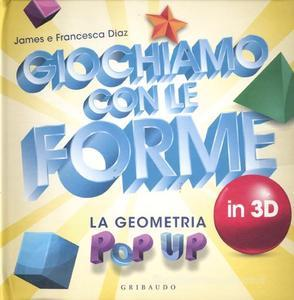 James e Francesca Diaz
GIOCHIAMO
CON LE
FORME
in 3D
LA GEOMETRIA
POP UP
GRIBAUDO